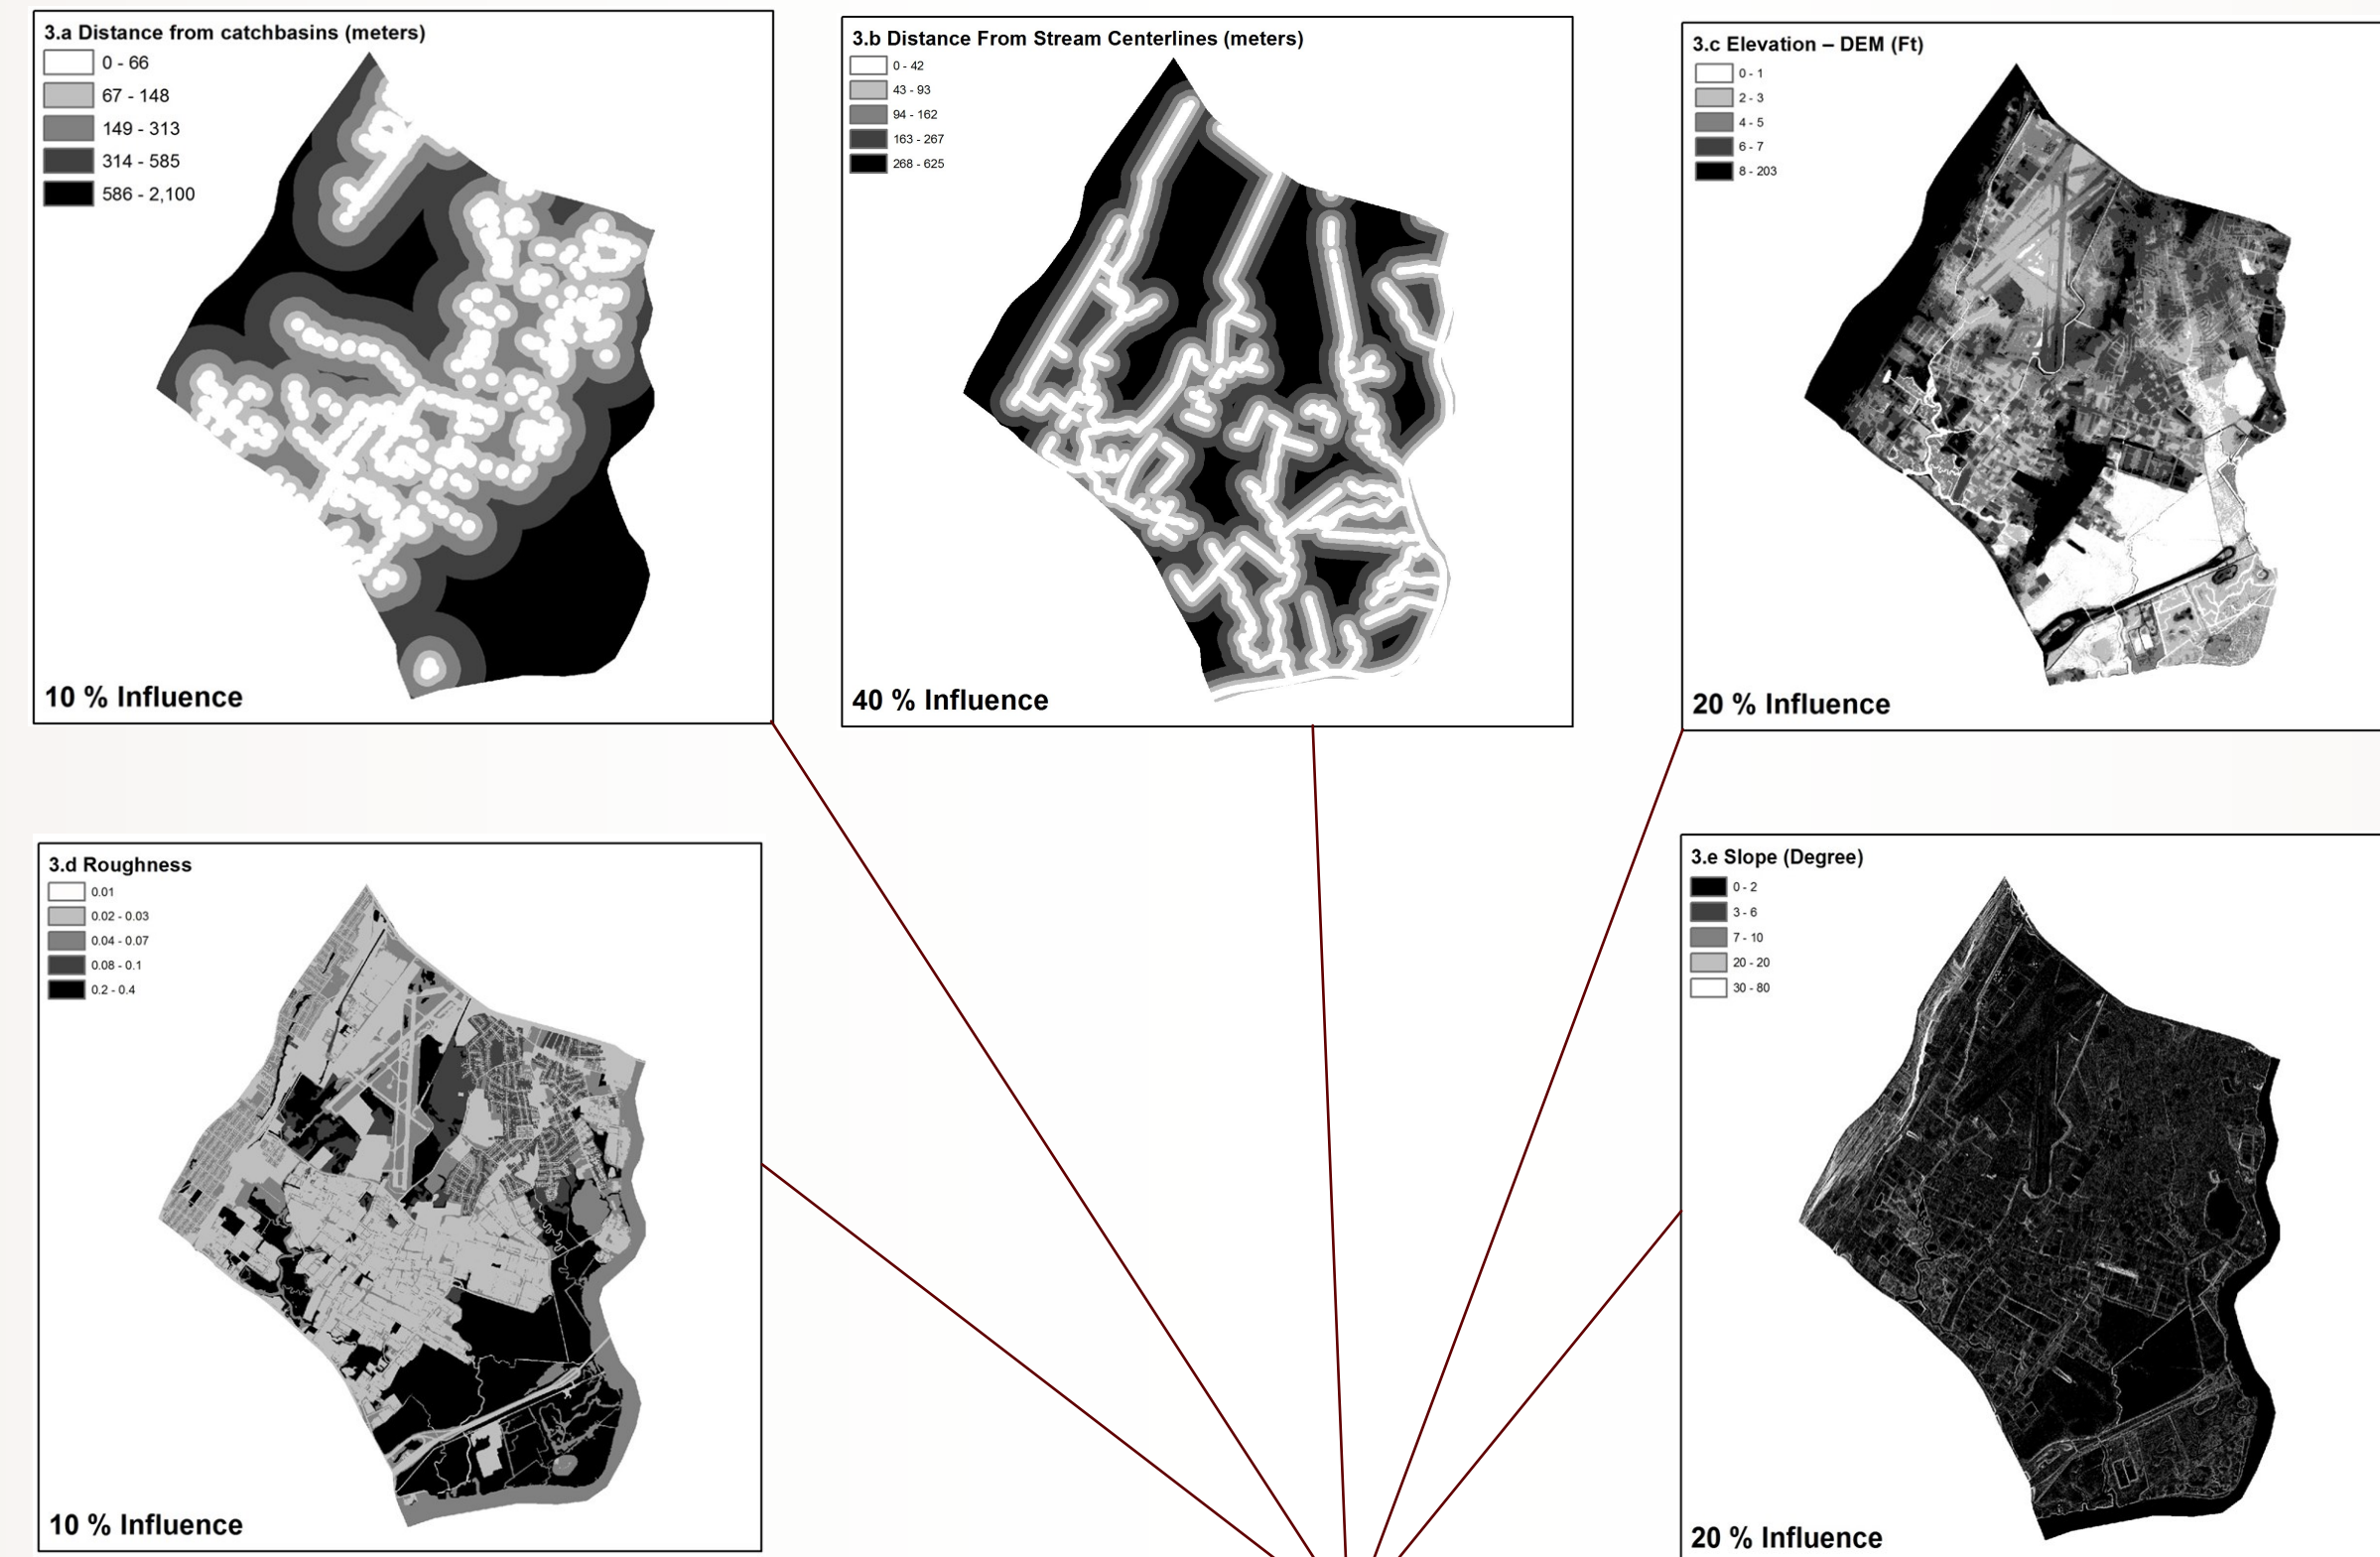 3.a Distance from catchbasins (meters)
0 - 66
67 - 148
149 - 313
314 - 585
586 - 2,100
10 % Influence
3.b Distance From Stream Centerlines (meters)
0 - 42
43 - 93
94 - 162
163 - 267
268 - 625
40 % Influence
3.c Elevation – DEM (Ft)
0 - 1
2 - 3
4 - 5
6 - 7
8 - 203
20 % Influence
3.d Roughness
0.01
0.02 - 0.03
0.04 - 0.07
0.08 - 0.1
0.2 - 0.4
10 % Influence
3.e Slope (Degree)
0 - 2
3 - 6
7 - 10
20 - 20
30 - 80
20 % Influence